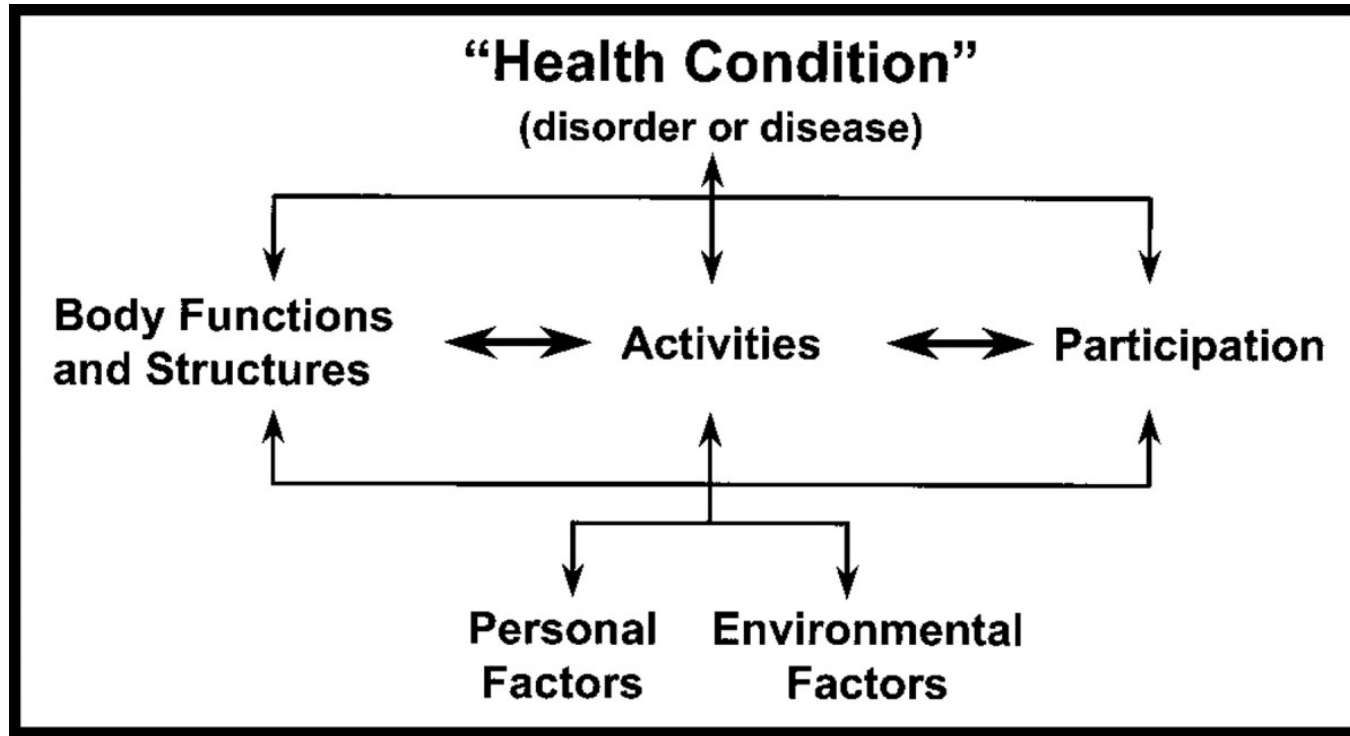 “Health Condition”
(disorder or disease)
Body Functions
and Structures
Activities
Participation
Personal
Factors
Environmental
Factors